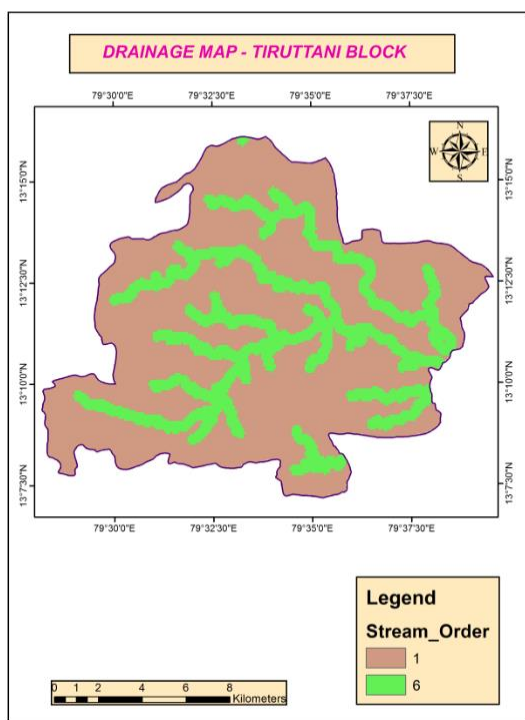 DRAINAGE MAP - TIRUTTANI BLOCK
79°30'0"E 79°32'30"E 79°35'0"E 79°37'30"E
N
W E
S
13°15'0"N 13°15'0"N
13°12'30"N 13°12'30"N
13°10'0"N 13°10'0"N
13°7'30"N 13°7'30"N
79°30'0"E 79°32'30"E 79°35'0"E 79°37'30"E
Legend
Stream_Order
1
6
0 1 2 4 6 8
Kilometers